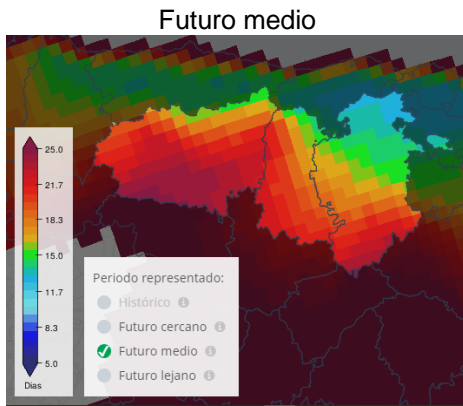 Futuro medio
25.0
21.7
18.3
15.0
11.7
8.3
5.0
Dias
Periodo representado:
Histórico
Futuro cercano
Futuro medio
Futuro lejano